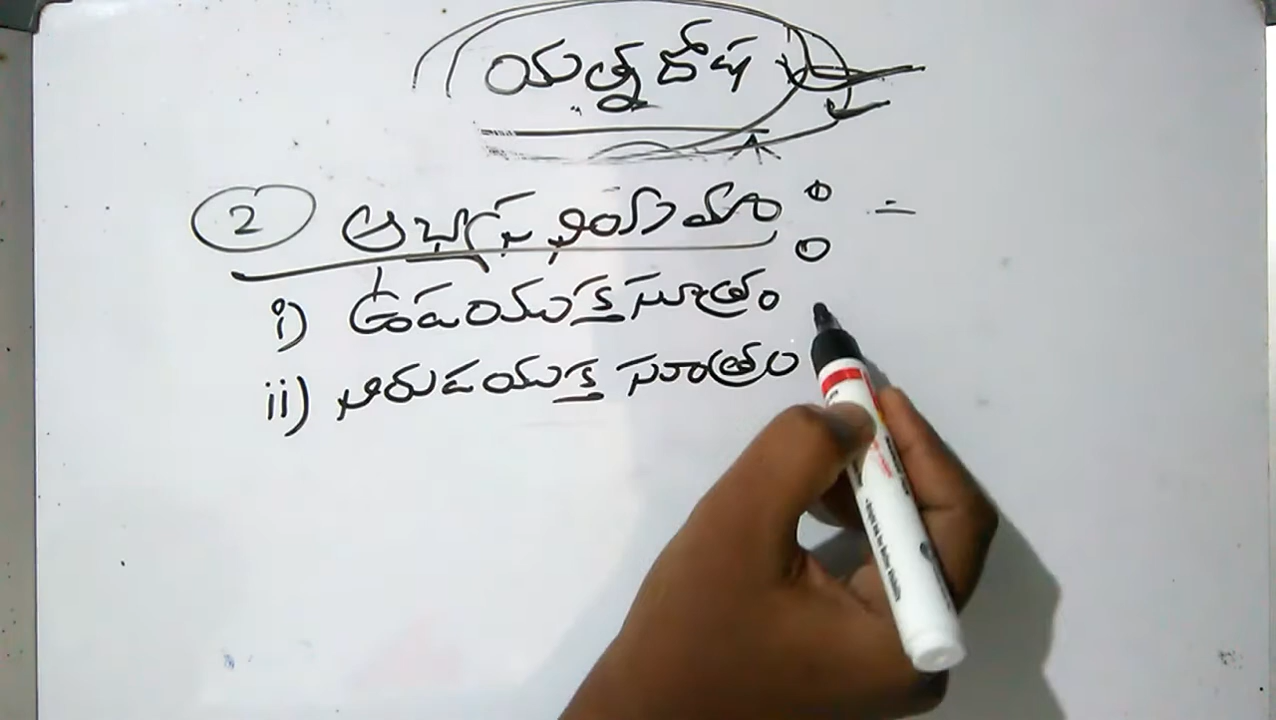 యత్నదోష
2 అభ్యాస నియమం : -
i) ఉపయుక్త సూత్రం
ii) నిరుపయుక్త సూత్రం